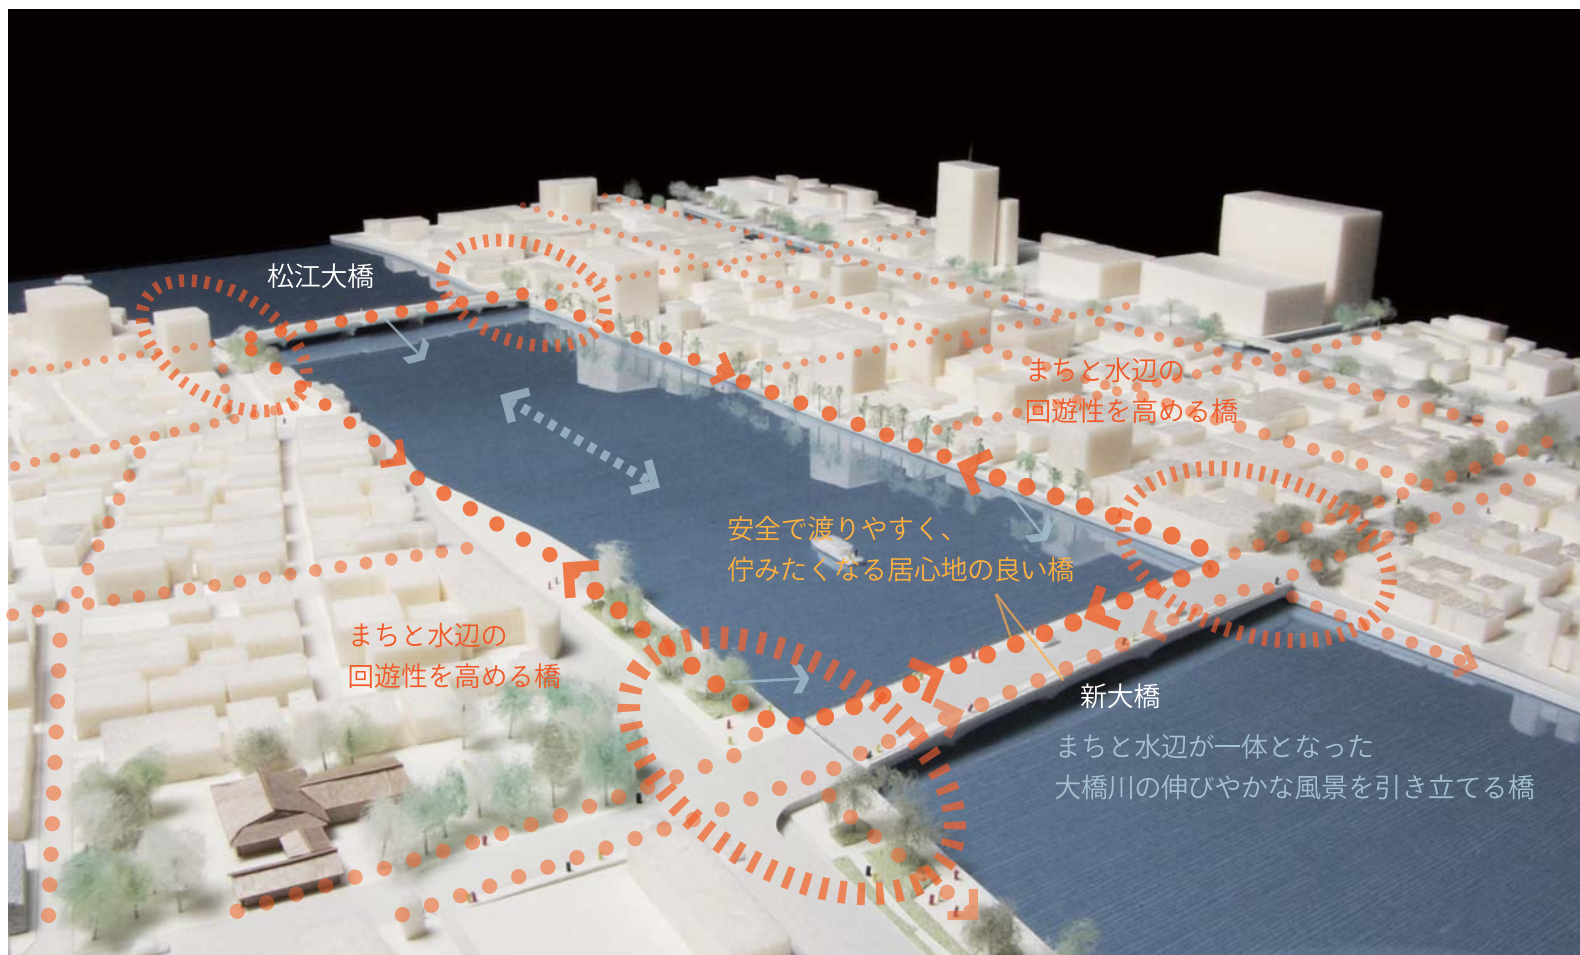 松江大橋
まちと水辺の
回遊性を高める橋
安全で渡りやすく、
佇みたくなる居心地の良い橋
まちと水辺の
回遊性を高める橋
新大橋
まちと水辺が一体となった
大橋川の伸びやかな風景を引き立てる橋